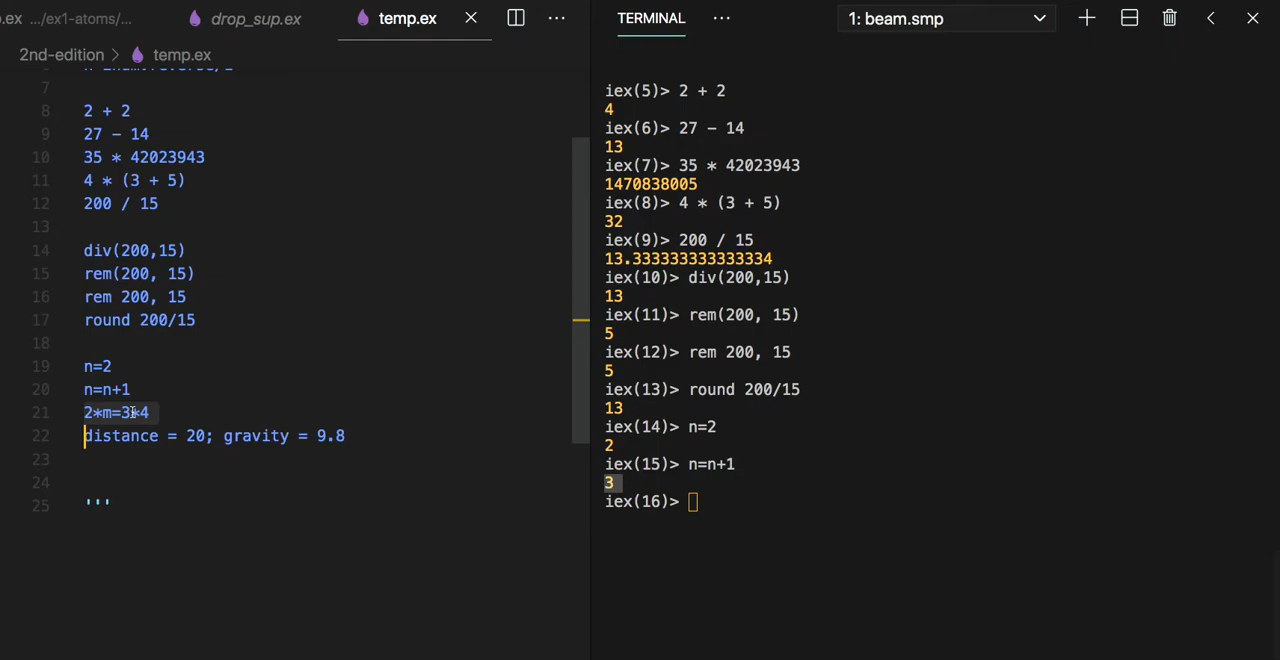 .ex .../ex1-atoms/... drop_sup.ex temp.ex
2nd-edition > temp.ex
7
8 2 + 2
9 27 - 14
10 35 * 42023943
11 4 * (3 + 5)
12 200 / 15
13
14 div(200,15)
15 rem(200, 15)
16 rem 200, 15
17 round 200/15
18
19 n=2
20 n=n+1
21 2*m=3*4
22 distance = 20; gravity = 9.8
23
24
25 '''
TERMINAL 1: beam.smp
iex(5)> 2 + 2
4
iex(6)> 27 - 14
13
iex(7)> 35 * 42023943
1470838005
iex(8)> 4 * (3 + 5)
32
iex(9)> 200 / 15
13.333333333333334
iex(10)> div(200,15)
13
iex(11)> rem(200, 15)
5
iex(12)> rem 200, 15
5
iex(13)> round 200/15
13
iex(14)> n=2
2
iex(15)> n=n+1
3
iex(16)>